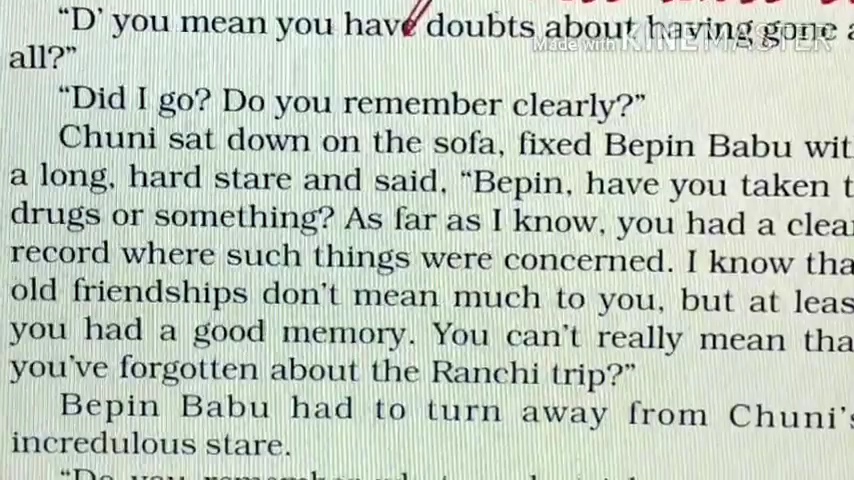 "D' you mean you have doubts about having gone a
Made with KINEMASTER
all?"
"Did I go? Do you remember clearly?"
Chuni sat down on the sofa, fixed Bepin Babu wit
a long, hard stare and said, "Bepin, have you taken t
drugs or something? As far as I know, you had a clea
record where such things were concerned. I know tha
old friendships don't mean much to you, but at leas
you had a good memory. You can't really mean tha
you've forgotten about the Ranchi trip?"
Bepin Babu had to turn away from Chuni's
incredulous stare.